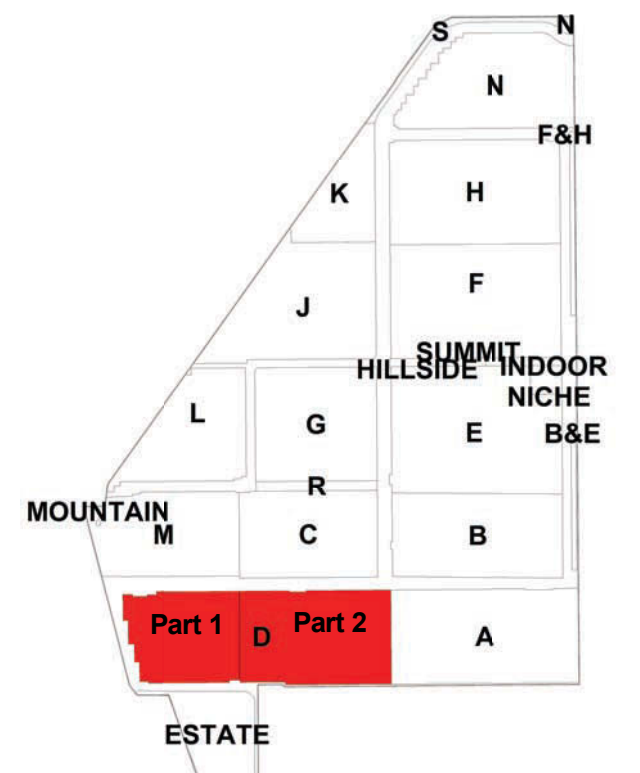 S
N
N
F&H
K
H
F
J
SUMMIT
HILLSIDE
INDOOR
NICHE
L
G
E
B&E
R
MOUNTAIN
M
C
B
Part 1
D
Part 2
A
ESTATE